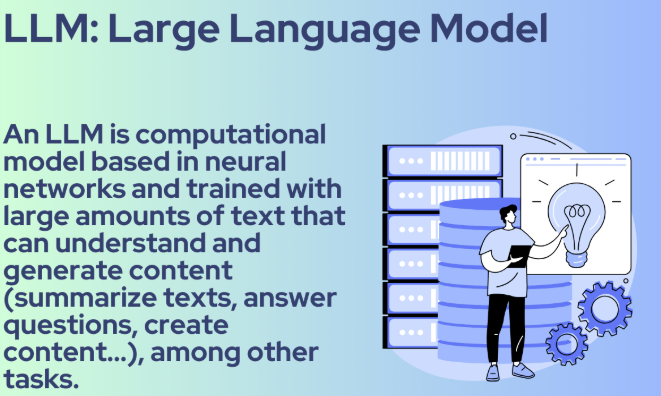 LLM: Large Language Model
An LLM is computational
model based in neural
networks and trained with
large amounts of text that
can understand and
generate content
(summarize texts, answer
questions, create
content...), among other
tasks.